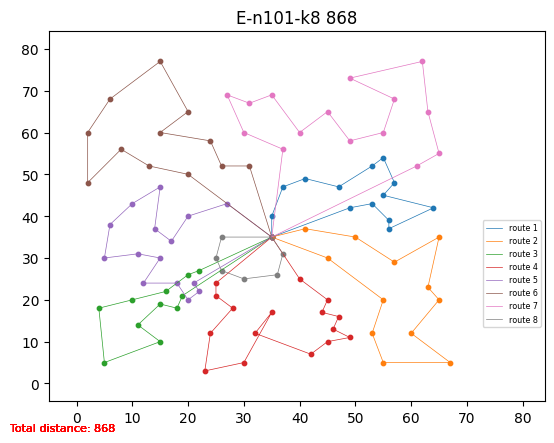 E-n101-k8 868
80
70
60
50
40
30
20
10
0
route 1
route 2
route 3
route 4
route 5
route 6
route 7
route 8
0 10 20 30 40 50 60 70 80
Total distance: 868